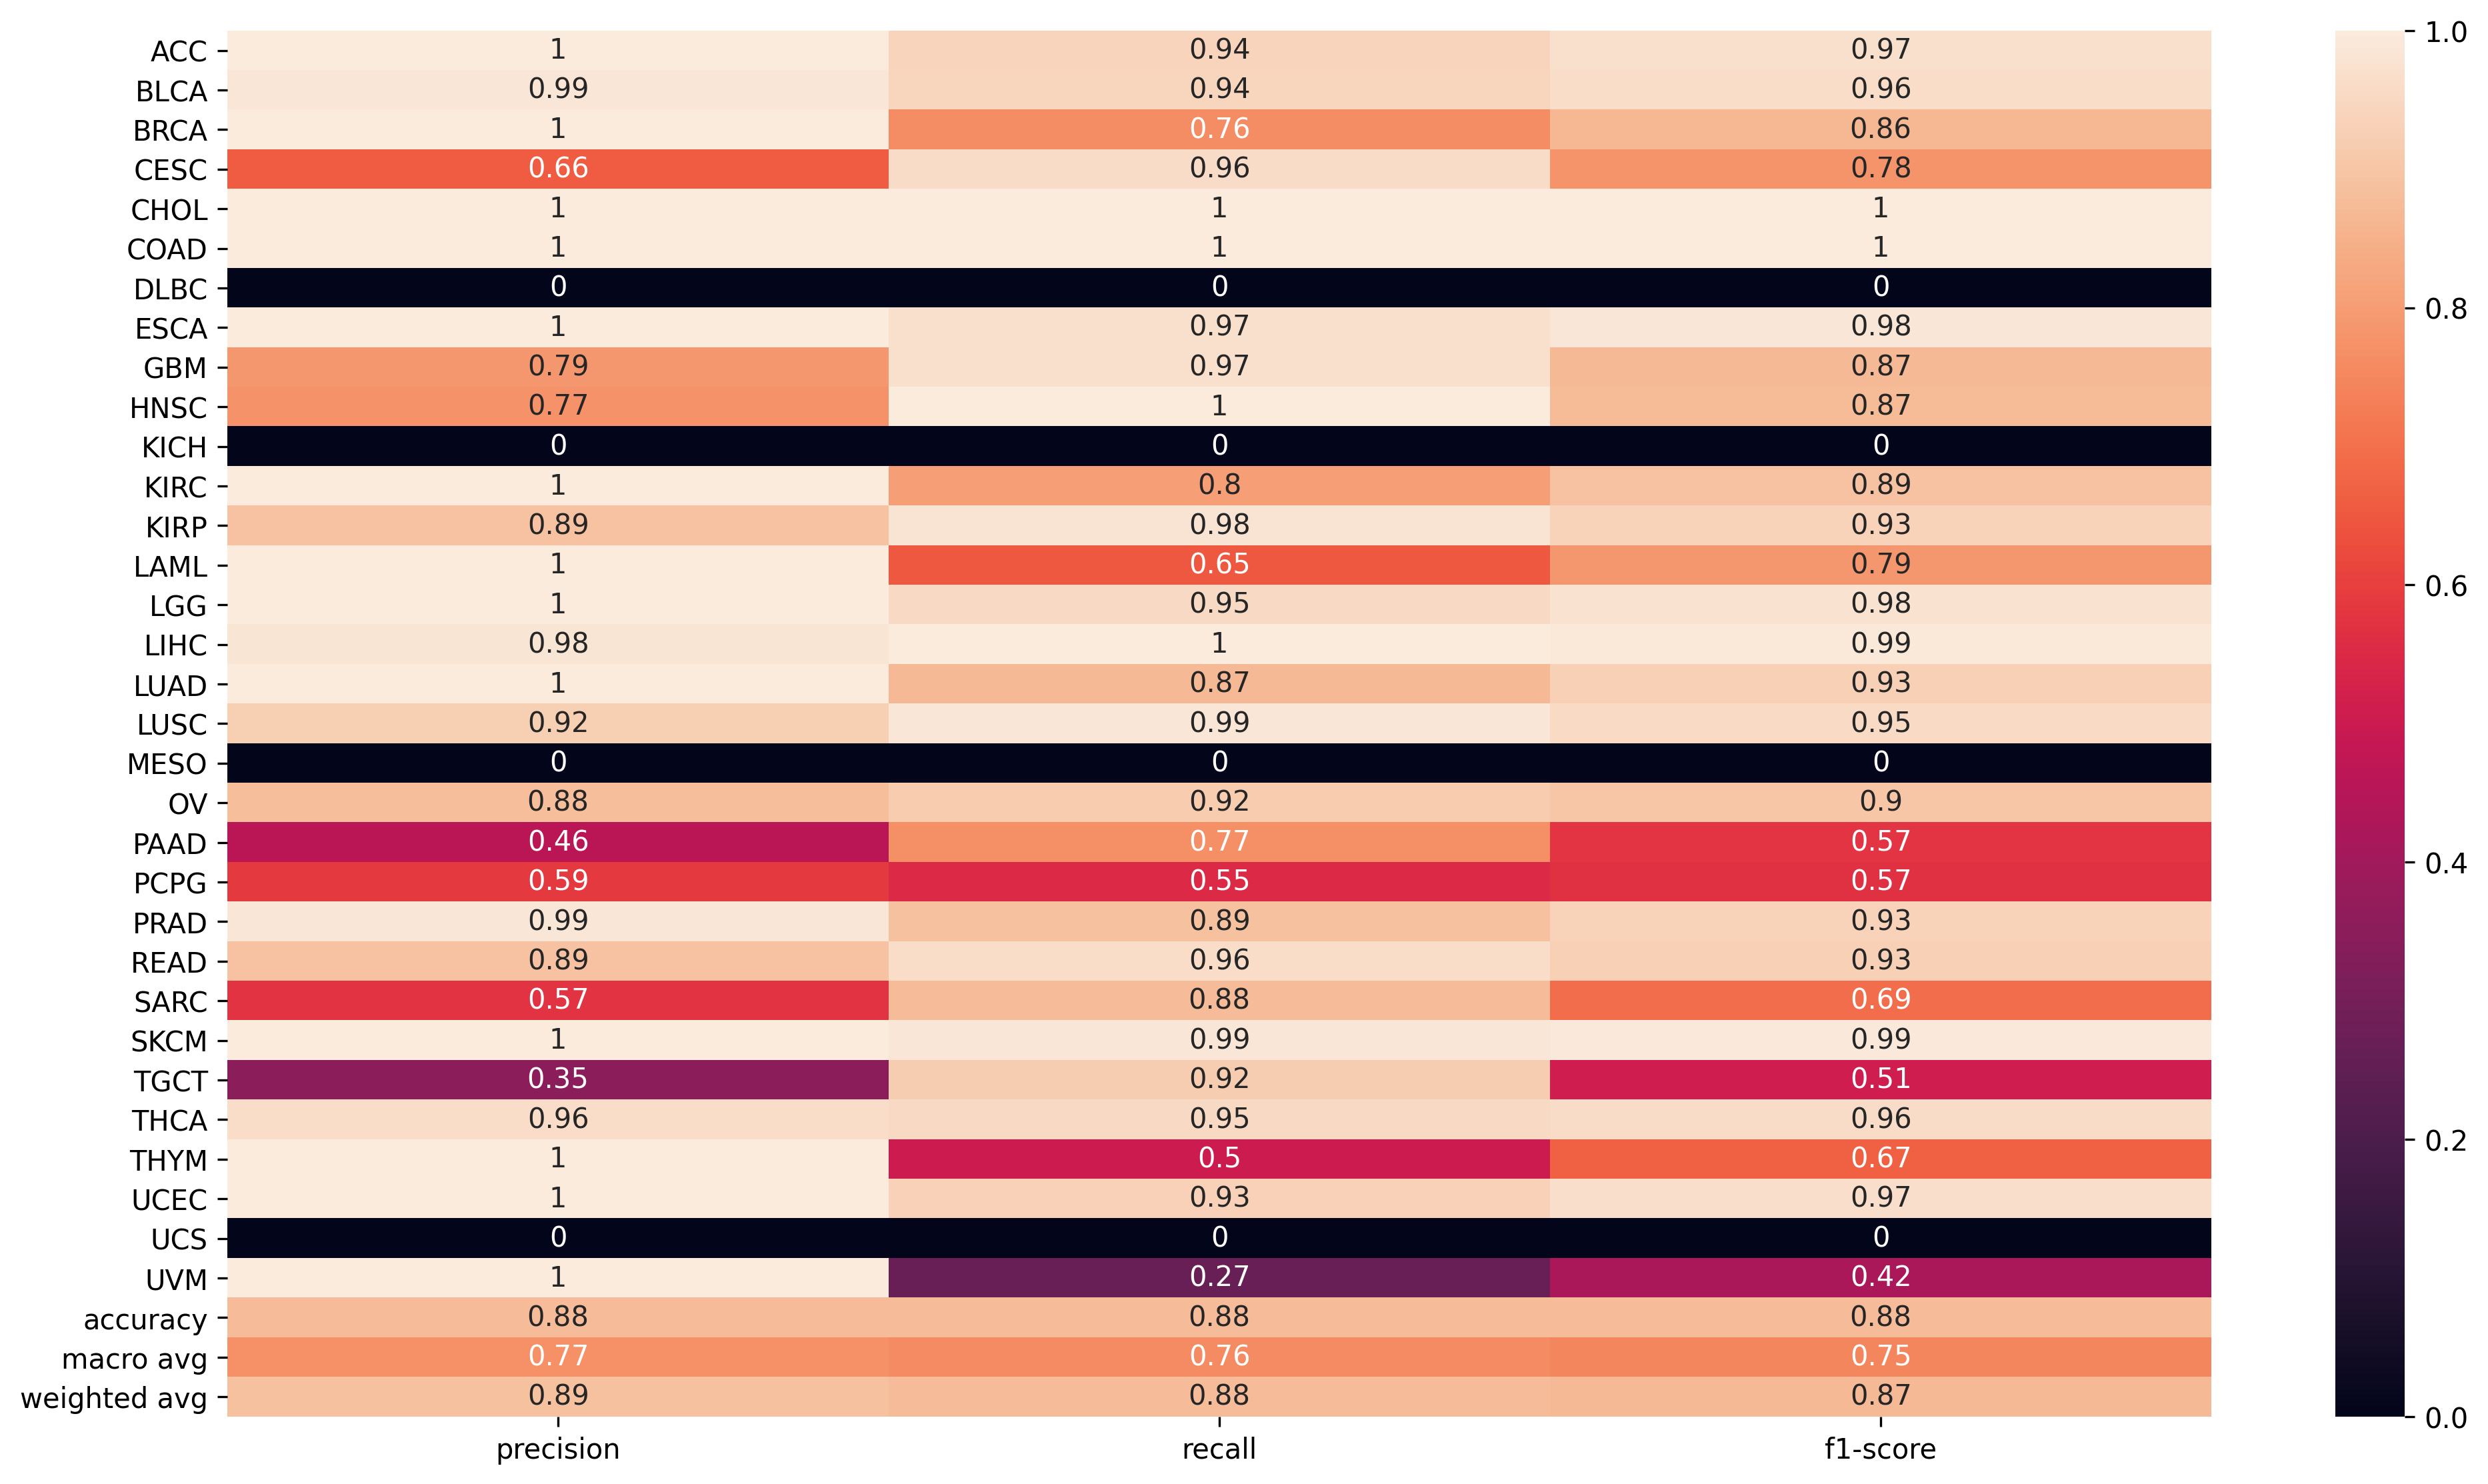 ACC 1 0.94 0.97
BLCA 0.99 0.94 0.96
BRCA 1 0.76 0.86
CESC 0.66 0.96 0.78
CHOL 1 1 1
COAD 1 1 1
DLBC 0 0 0
ESCA 1 0.97 0.98
GBM 0.79 0.97 0.87
HNSC 0.77 1 0.87
KICH 0 0 0
KIRC 1 0.8 0.89
KIRP 0.89 0.98 0.93
LAML 1 0.65 0.79
LGG 1 0.95 0.98
LIHC 0.98 1 0.99
LUAD 1 0.87 0.93
LUSC 0.92 0.99 0.95
MESO 0 0 0
OV 0.88 0.92 0.9
PAAD 0.46 0.77 0.57
PCPG 0.59 0.55 0.57
PRAD 0.99 0.89 0.93
READ 0.89 0.96 0.93
SARC 0.57 0.88 0.69
SKCM 1 0.99 0.99
TGCT 0.35 0.92 0.51
THCA 0.96 0.95 0.96
THYM 1 0.5 0.67
UCEC 1 0.93 0.97
UCS 0 0 0
UVM 1 0.27 0.42
accuracy 0.88 0.88 0.88
macro avg 0.77 0.76 0.75
weighted avg 0.89 0.88 0.87
precision recall f1-score
1.0
0.8
0.6
0.4
0.2
0.0